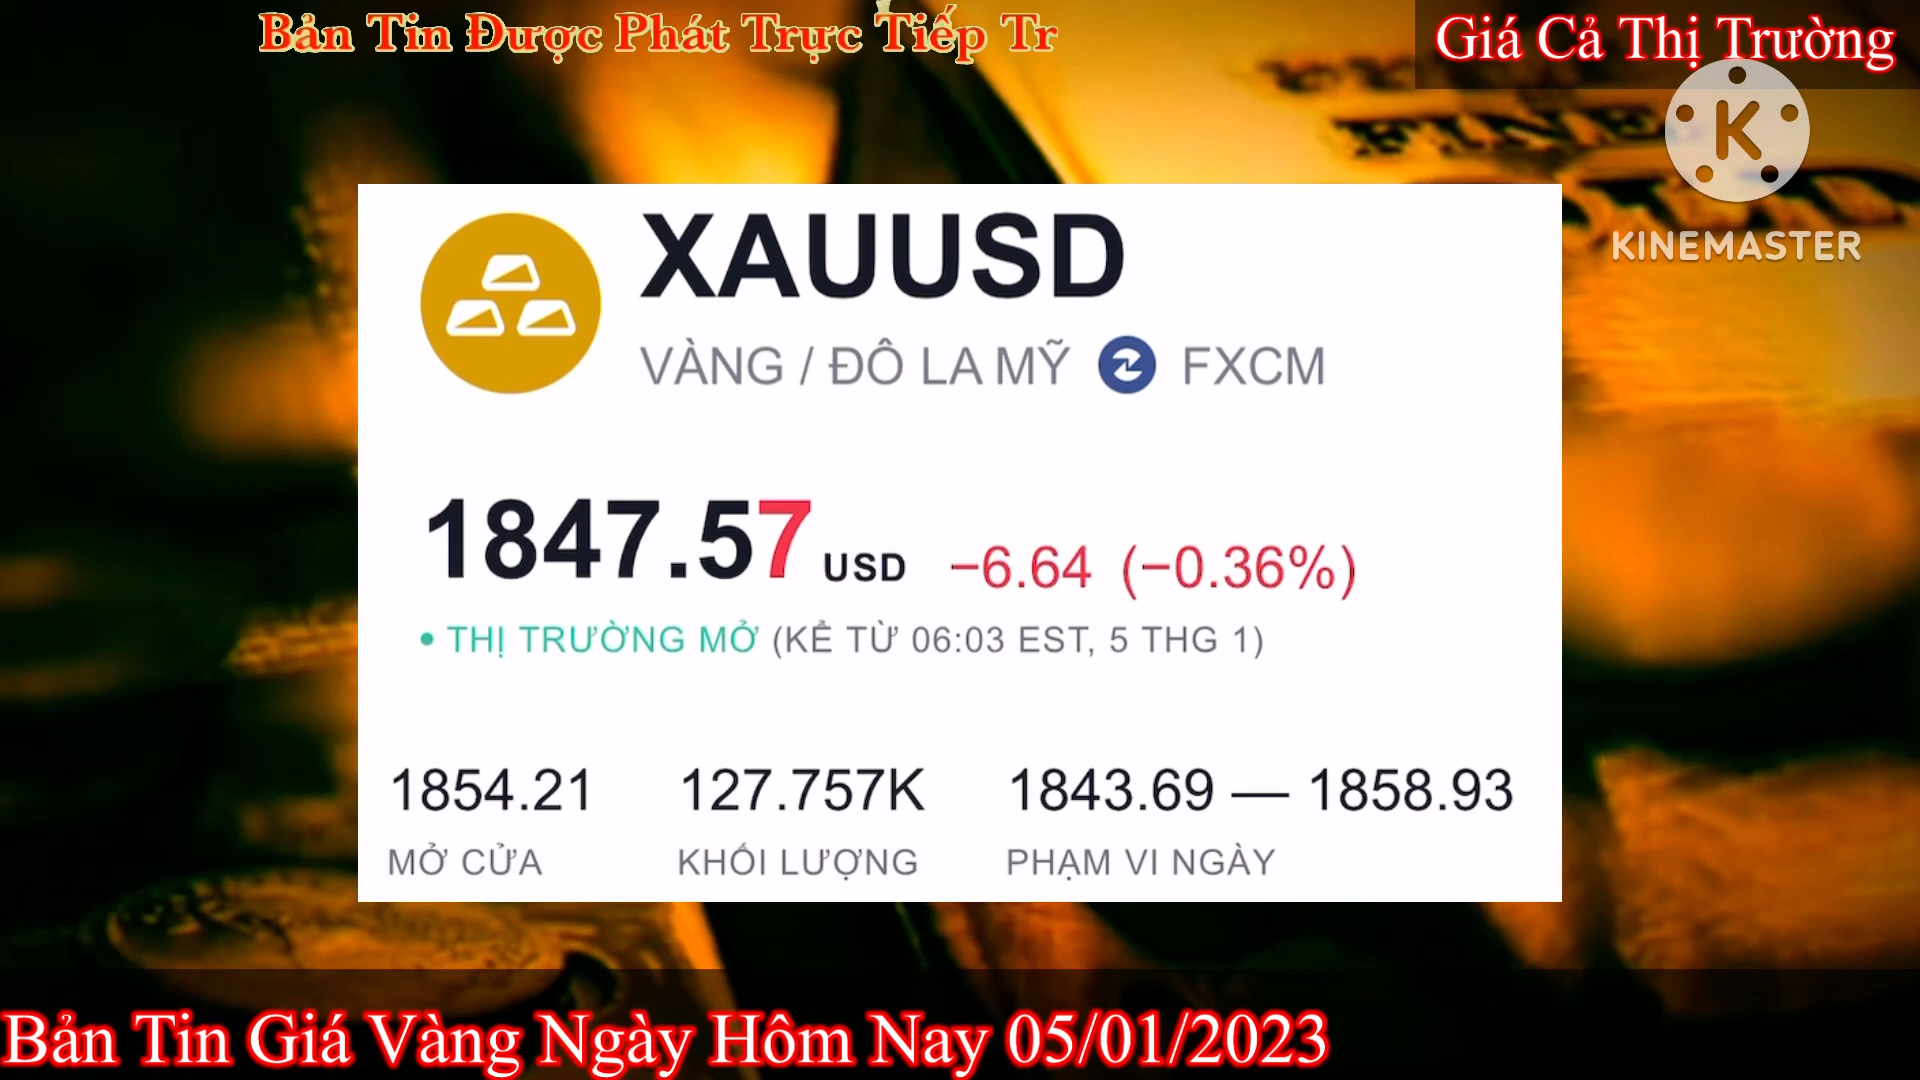 Bản Tin Được Phát Trực Tiếp Tr
Giá Cả Thị Trường
FINE
K
KINEMASTER
XAUUSD
VÀNG / ĐÔ LA MỸ FXCM
1847.57 USD −6.64 (−0.36%)
• THỊ TRƯỜNG MỞ (KỂ TỪ 06:03 EST, 5 THG 1)
1854.21 127.757K 1843.69 — 1858.93
MỞ CỬA KHỐI LƯỢNG PHẠM VI NGÀY
Bản Tin Giá Vàng Ngày Hôm Nay 05/01/2023